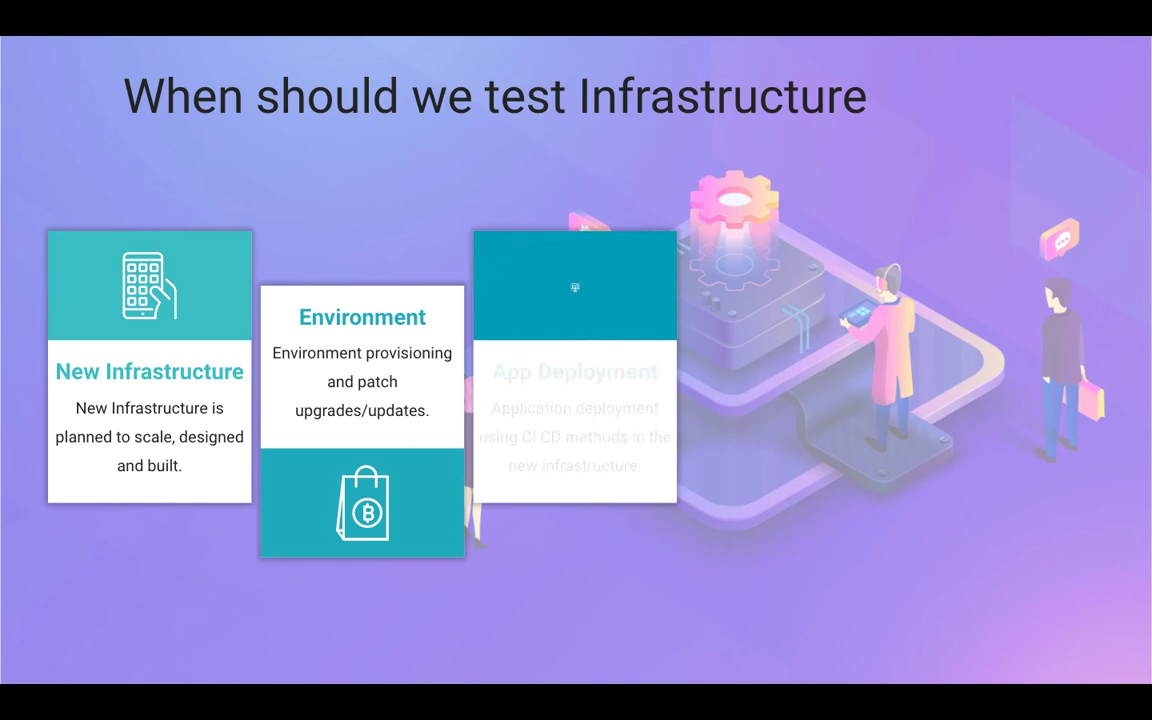 When should we test Infrastructure
New Infrastructure
New Infrastructure is
planned to scale, designed
and built.
Environment
Environment provisioning
and patch
upgrades/updates.
App Deployment
Application deployment
using CI CD methods in the
new Infrastructure